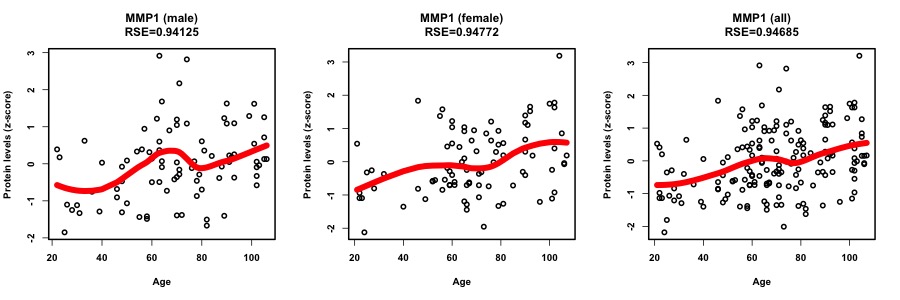 MMP1 (male)
RSE=0.94125
Protein levels (z-score)
3
2
1
0
-1
-2
20 40 60 80 100
Age
MMP1 (female)
RSE=0.94772
Protein levels (z-score)
3
2
1
0
-1
-2
20 40 60 80 100
Age
MMP1 (all)
RSE=0.94685
Protein levels (z-score)
3
2
1
0
-1
-2
20 40 60 80 100
Age